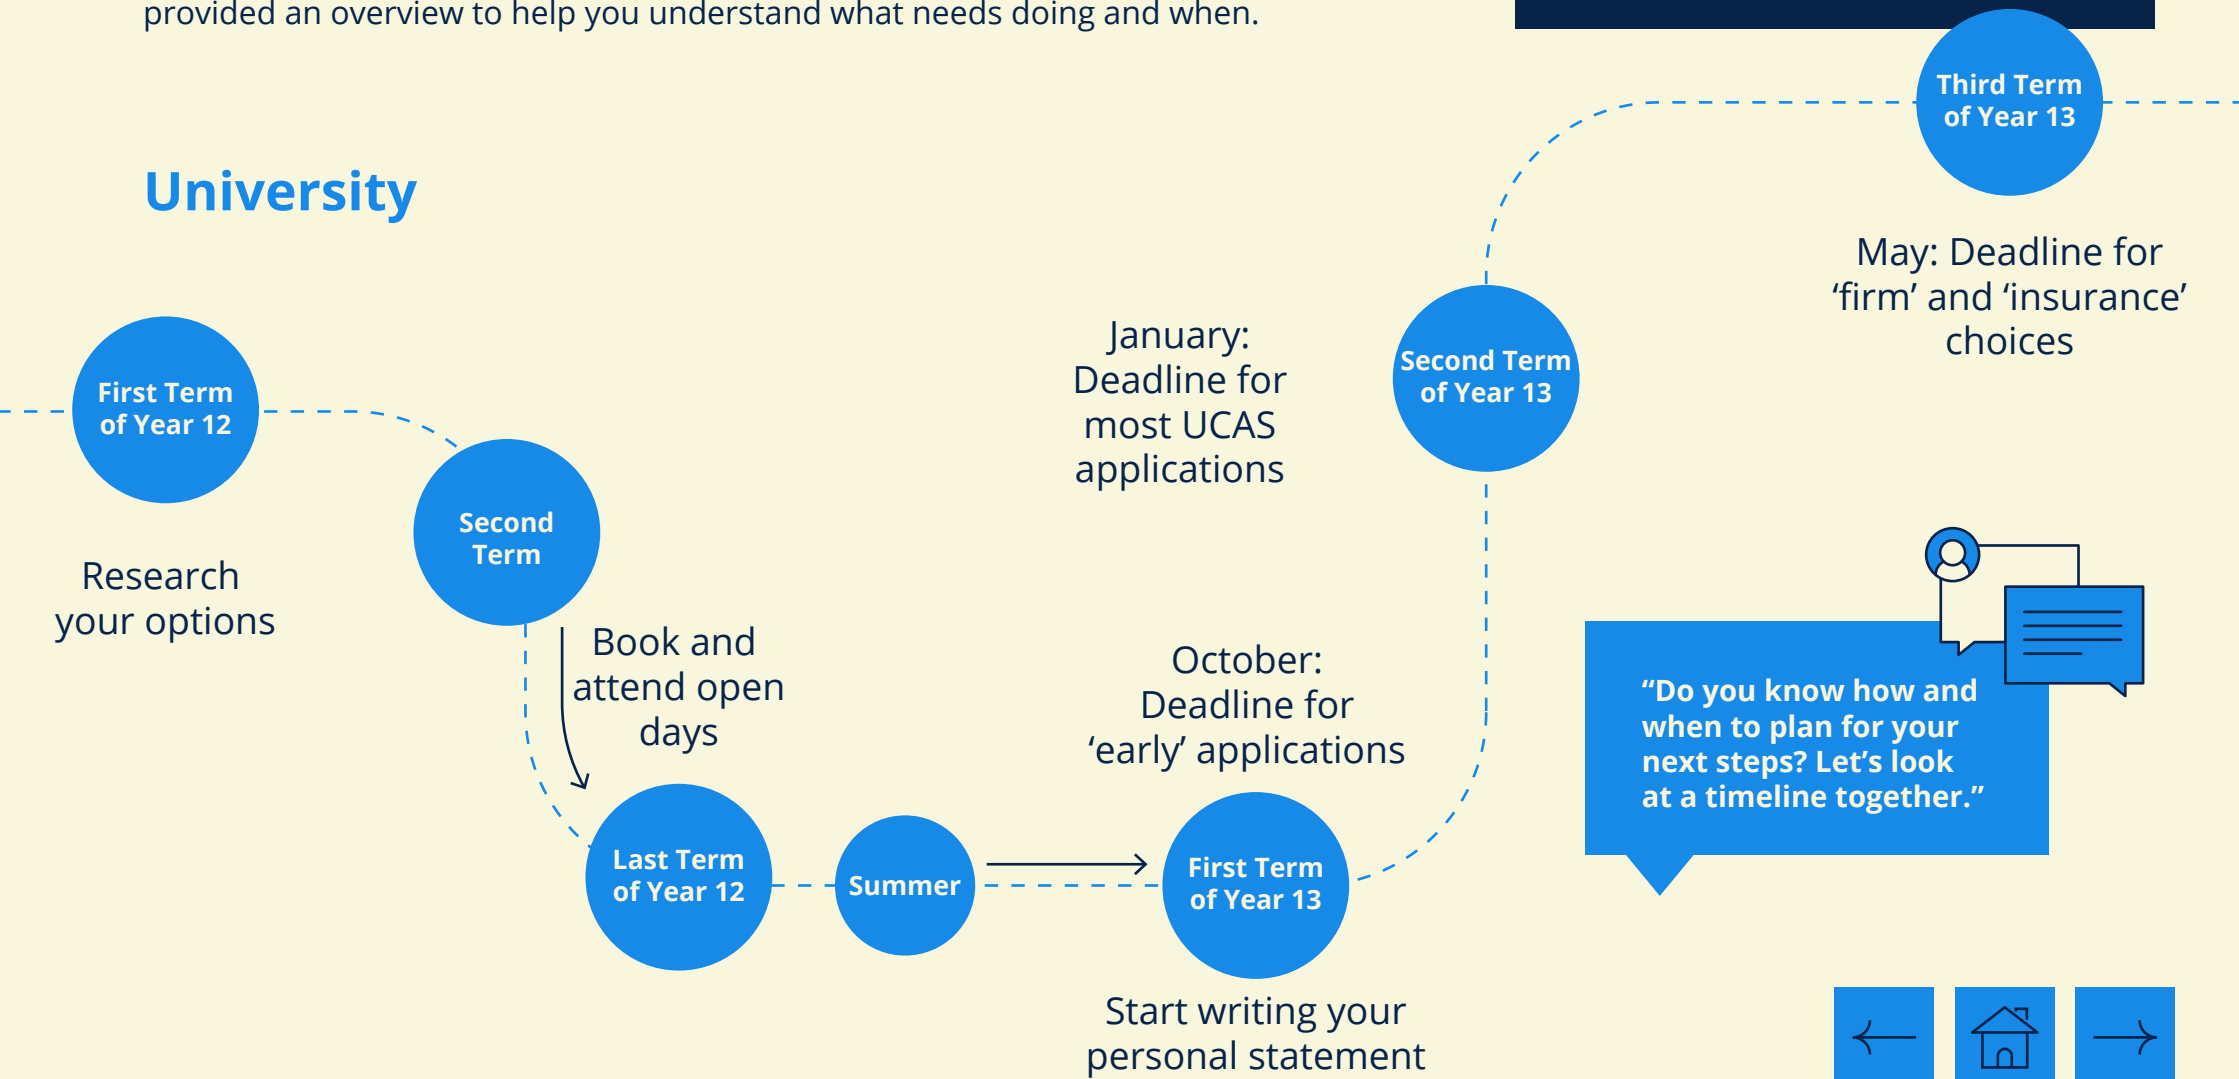 provided an overview to help you understand what needs doing and when.
University
First Term
of Year 12
Research
your options
Second
Term
Book and
attend open
days
Last Term
of Year 12
Summer
October:
Deadline for
‘early’ applications
First Term
of Year 13
Start writing your
personal statement
January:
Deadline for
most UCAS
applications
Second Term
of Year 13
Third Term
of Year 13
May: Deadline for
‘firm’ and ‘insurance’
choices
“Do you know how and
when to plan for your
next steps? Let’s look
at a timeline together.”